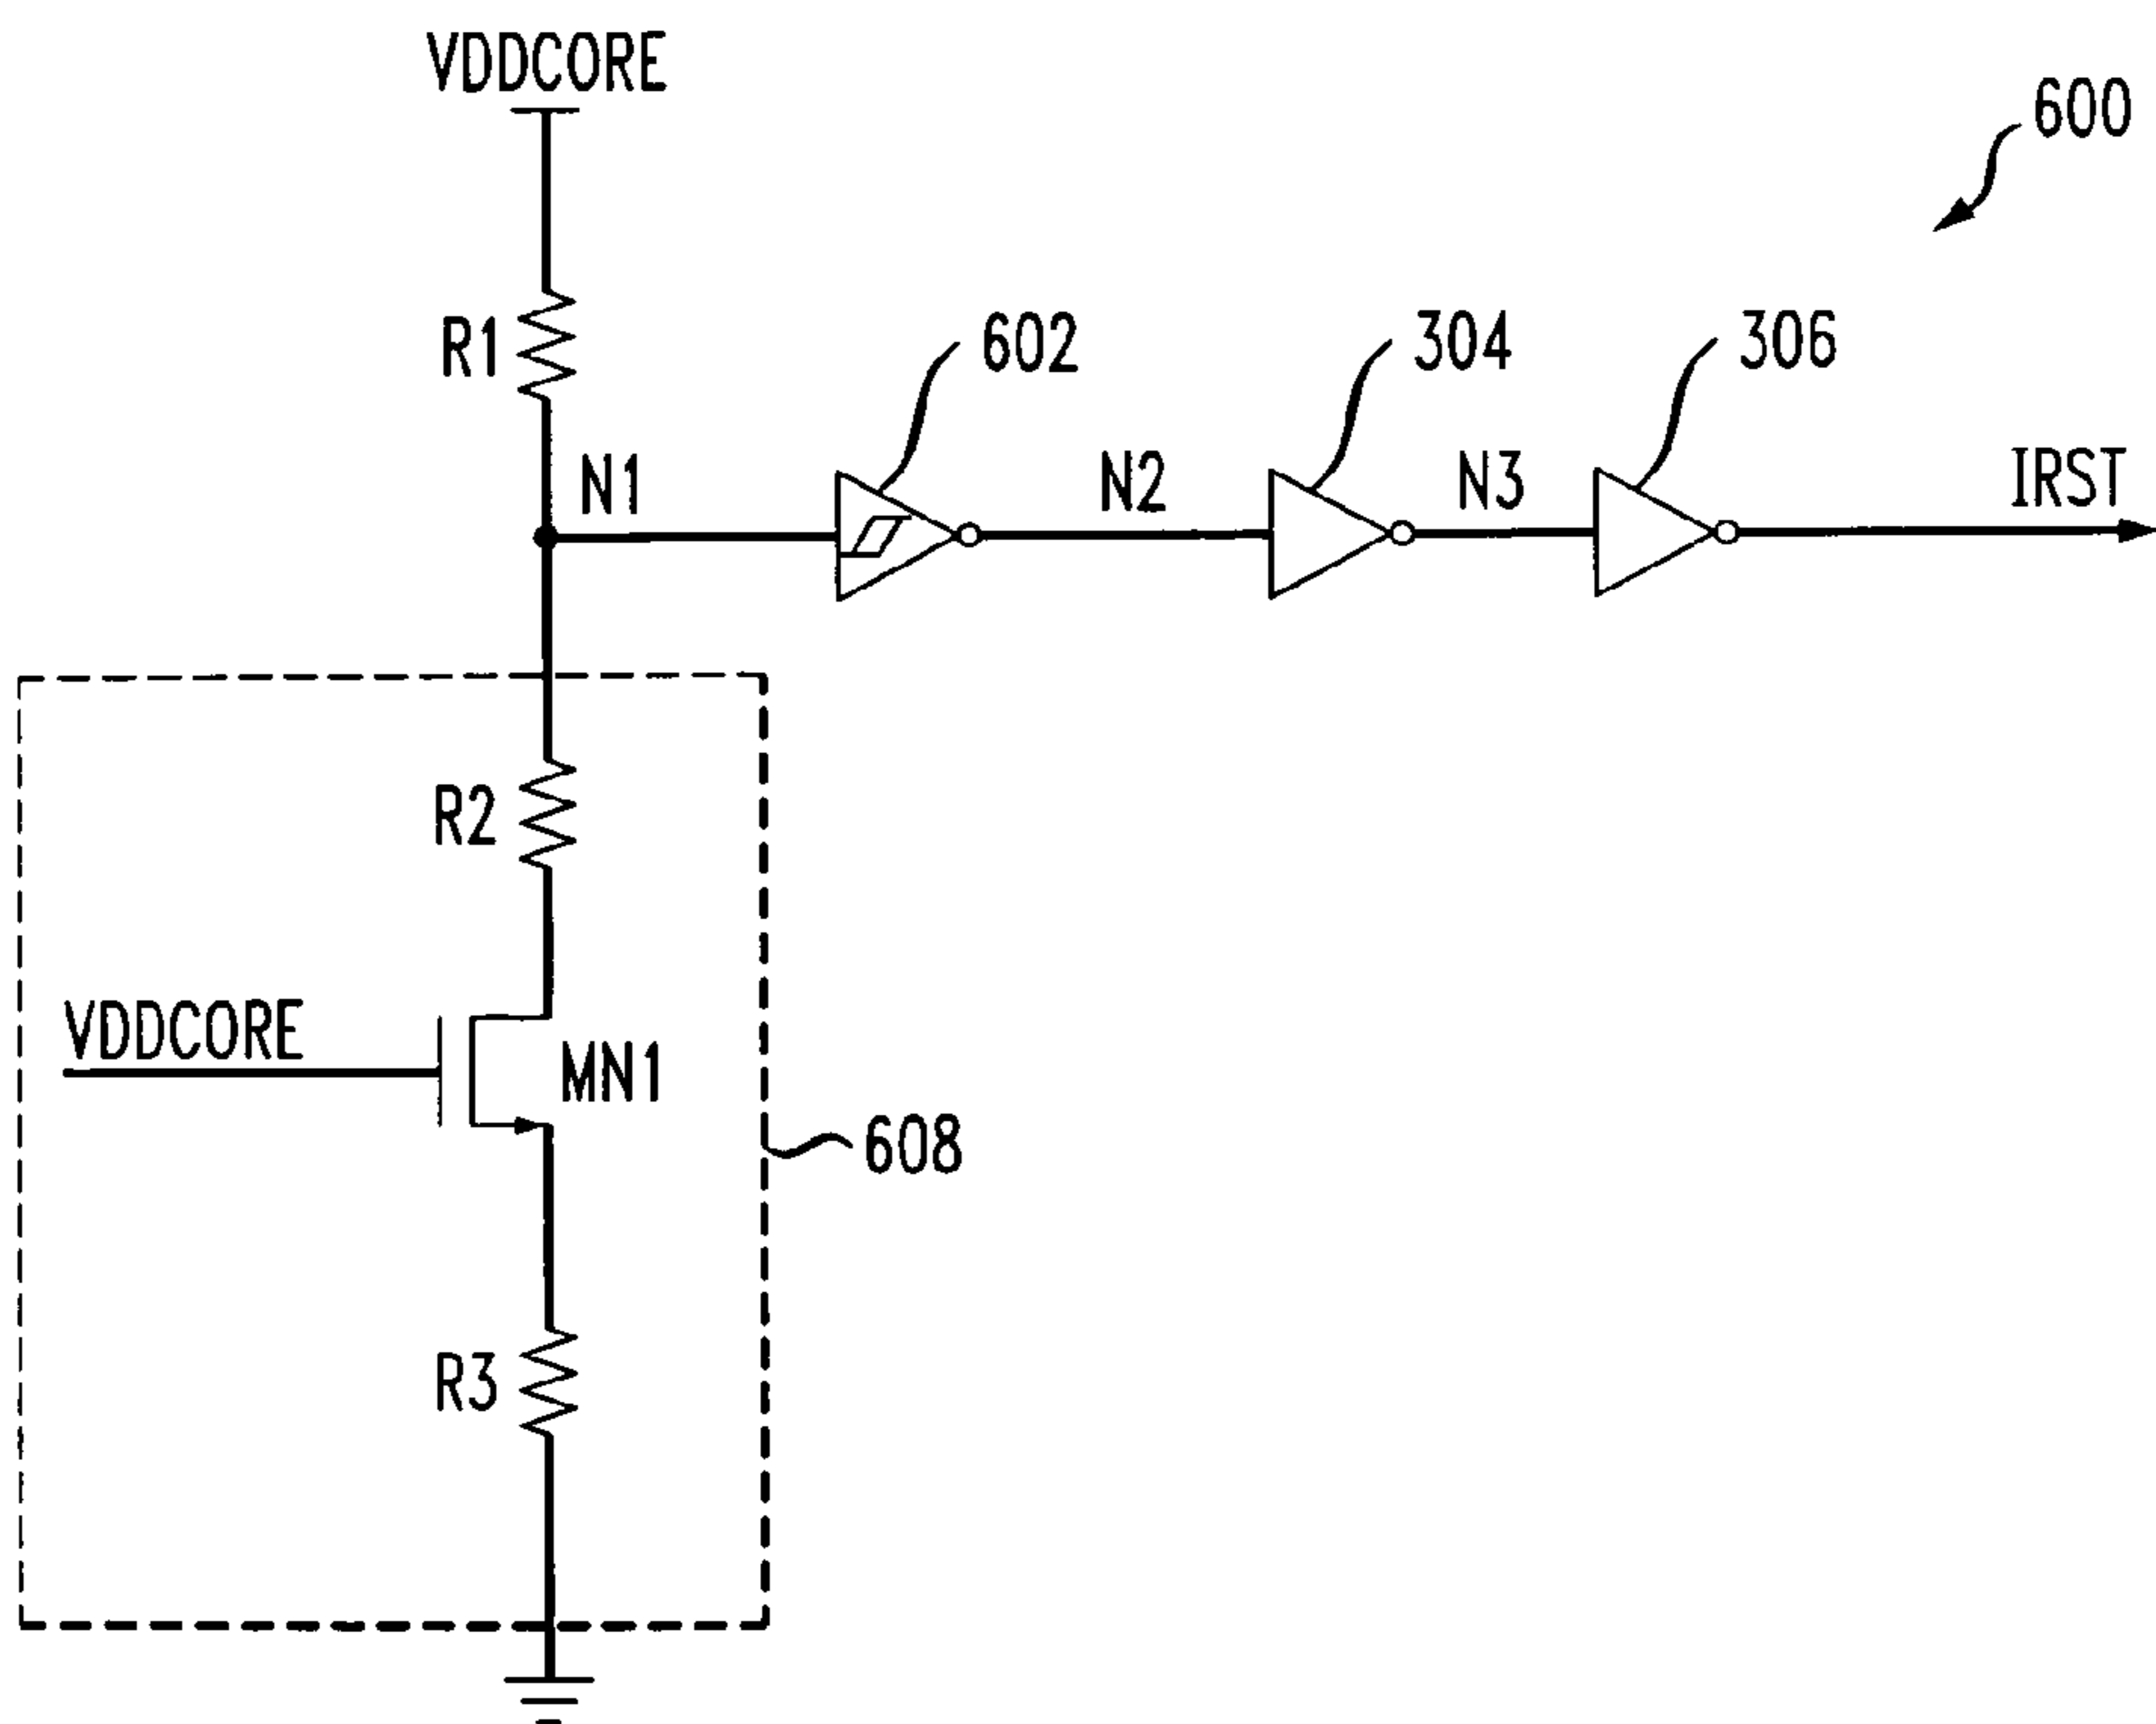 VDDCORE
600
R1
602
304
306
N1
N2
N3
IRST
R2
VDDCORE
MN1
608
R3